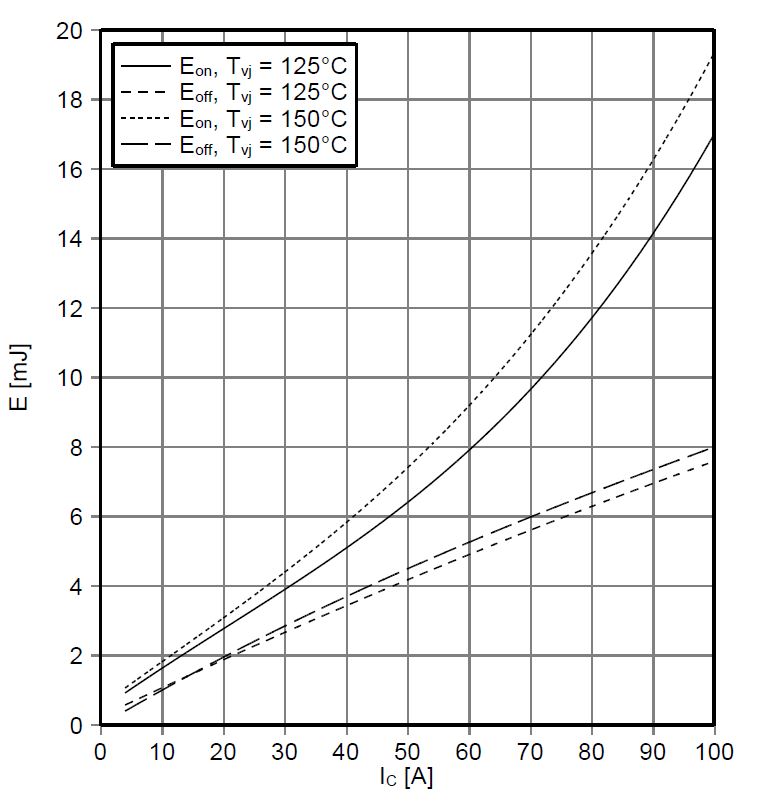 20
18
16
14
12
10
8
6
4
2
0
E [mJ]
Eon, Tvj = 125°C
Eoff, Tvj = 125°C
Eon, Tvj = 150°C
Eoff, Tvj = 150°C
0 10 20 30 40 50 60 70 80 90 100
IC [A]